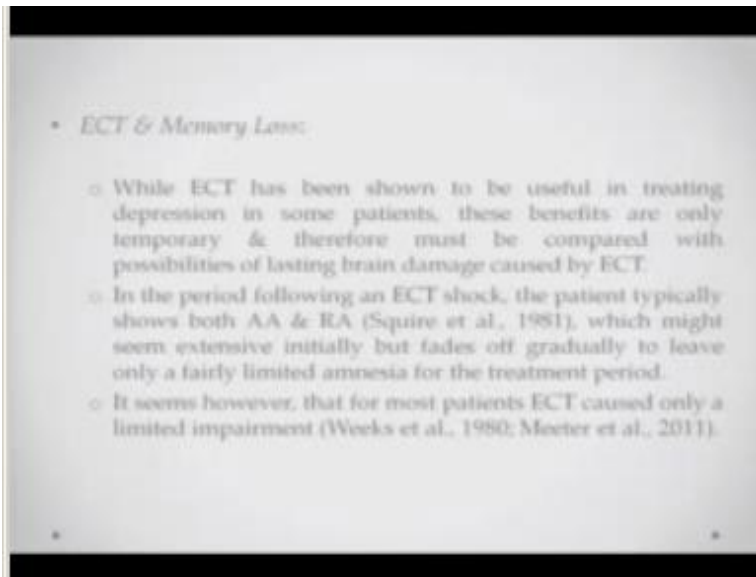 • ECT & Memory Loss:
o While ECT has been shown to be useful in treating
depression in some patients, these benefits are only
temporary & therefore must be compared with
possibilities of lasting brain damage caused by ECT.
o In the period following an ECT shock, the patient typically
shows both AA & RA (Squire et al., 1981), which might
seem extensive initially but fades off gradually to leave
only a fairly limited amnesia for the treatment period.
o It seems however, that for most patients ECT caused only a
limited impairment (Weeks et al., 1980; Meeter et al., 2011).